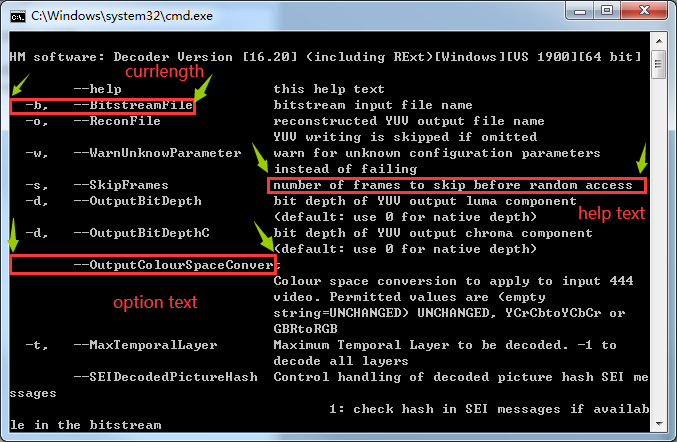 C:\Windows\system32\cmd.exe
HM software: Decoder Version [16.20] (including RExt)[Windows][VS 1900][64 bit]
currlength
--help this help text
-b, --BitstreamFile bitstream input file name
-o, --ReconFile reconstructed YUV output file name
YUV writing is skipped if omitted
-w, --WarnUnknowParameter warn for unknown configuration parameters
instead of failing
-s, --SkipFrames number of frames to skip before random access
-d, --OutputBitDepth bit depth of YUV output luma component
(default: use 0 for native depth)
help text
-d, --OutputBitDepthC bit depth of YUV output chroma component
(default: use 0 for native depth)
--OutputColourSpaceConvert
Colour space conversion to apply to input 444
video. Permitted values are (empty
option text
string=UNCHANGED) UNCHANGED, YCrCbtoYCbCr or
GBRtoRGB
-t, --MaxTemporalLayer Maximum Temporal Layer to be decoded. -1 to
decode all layers
--SEIDecodedPictureHash Control handling of decoded picture hash SEI me
ssages
1: check hash in SEI messages if availab
le in the bitstream